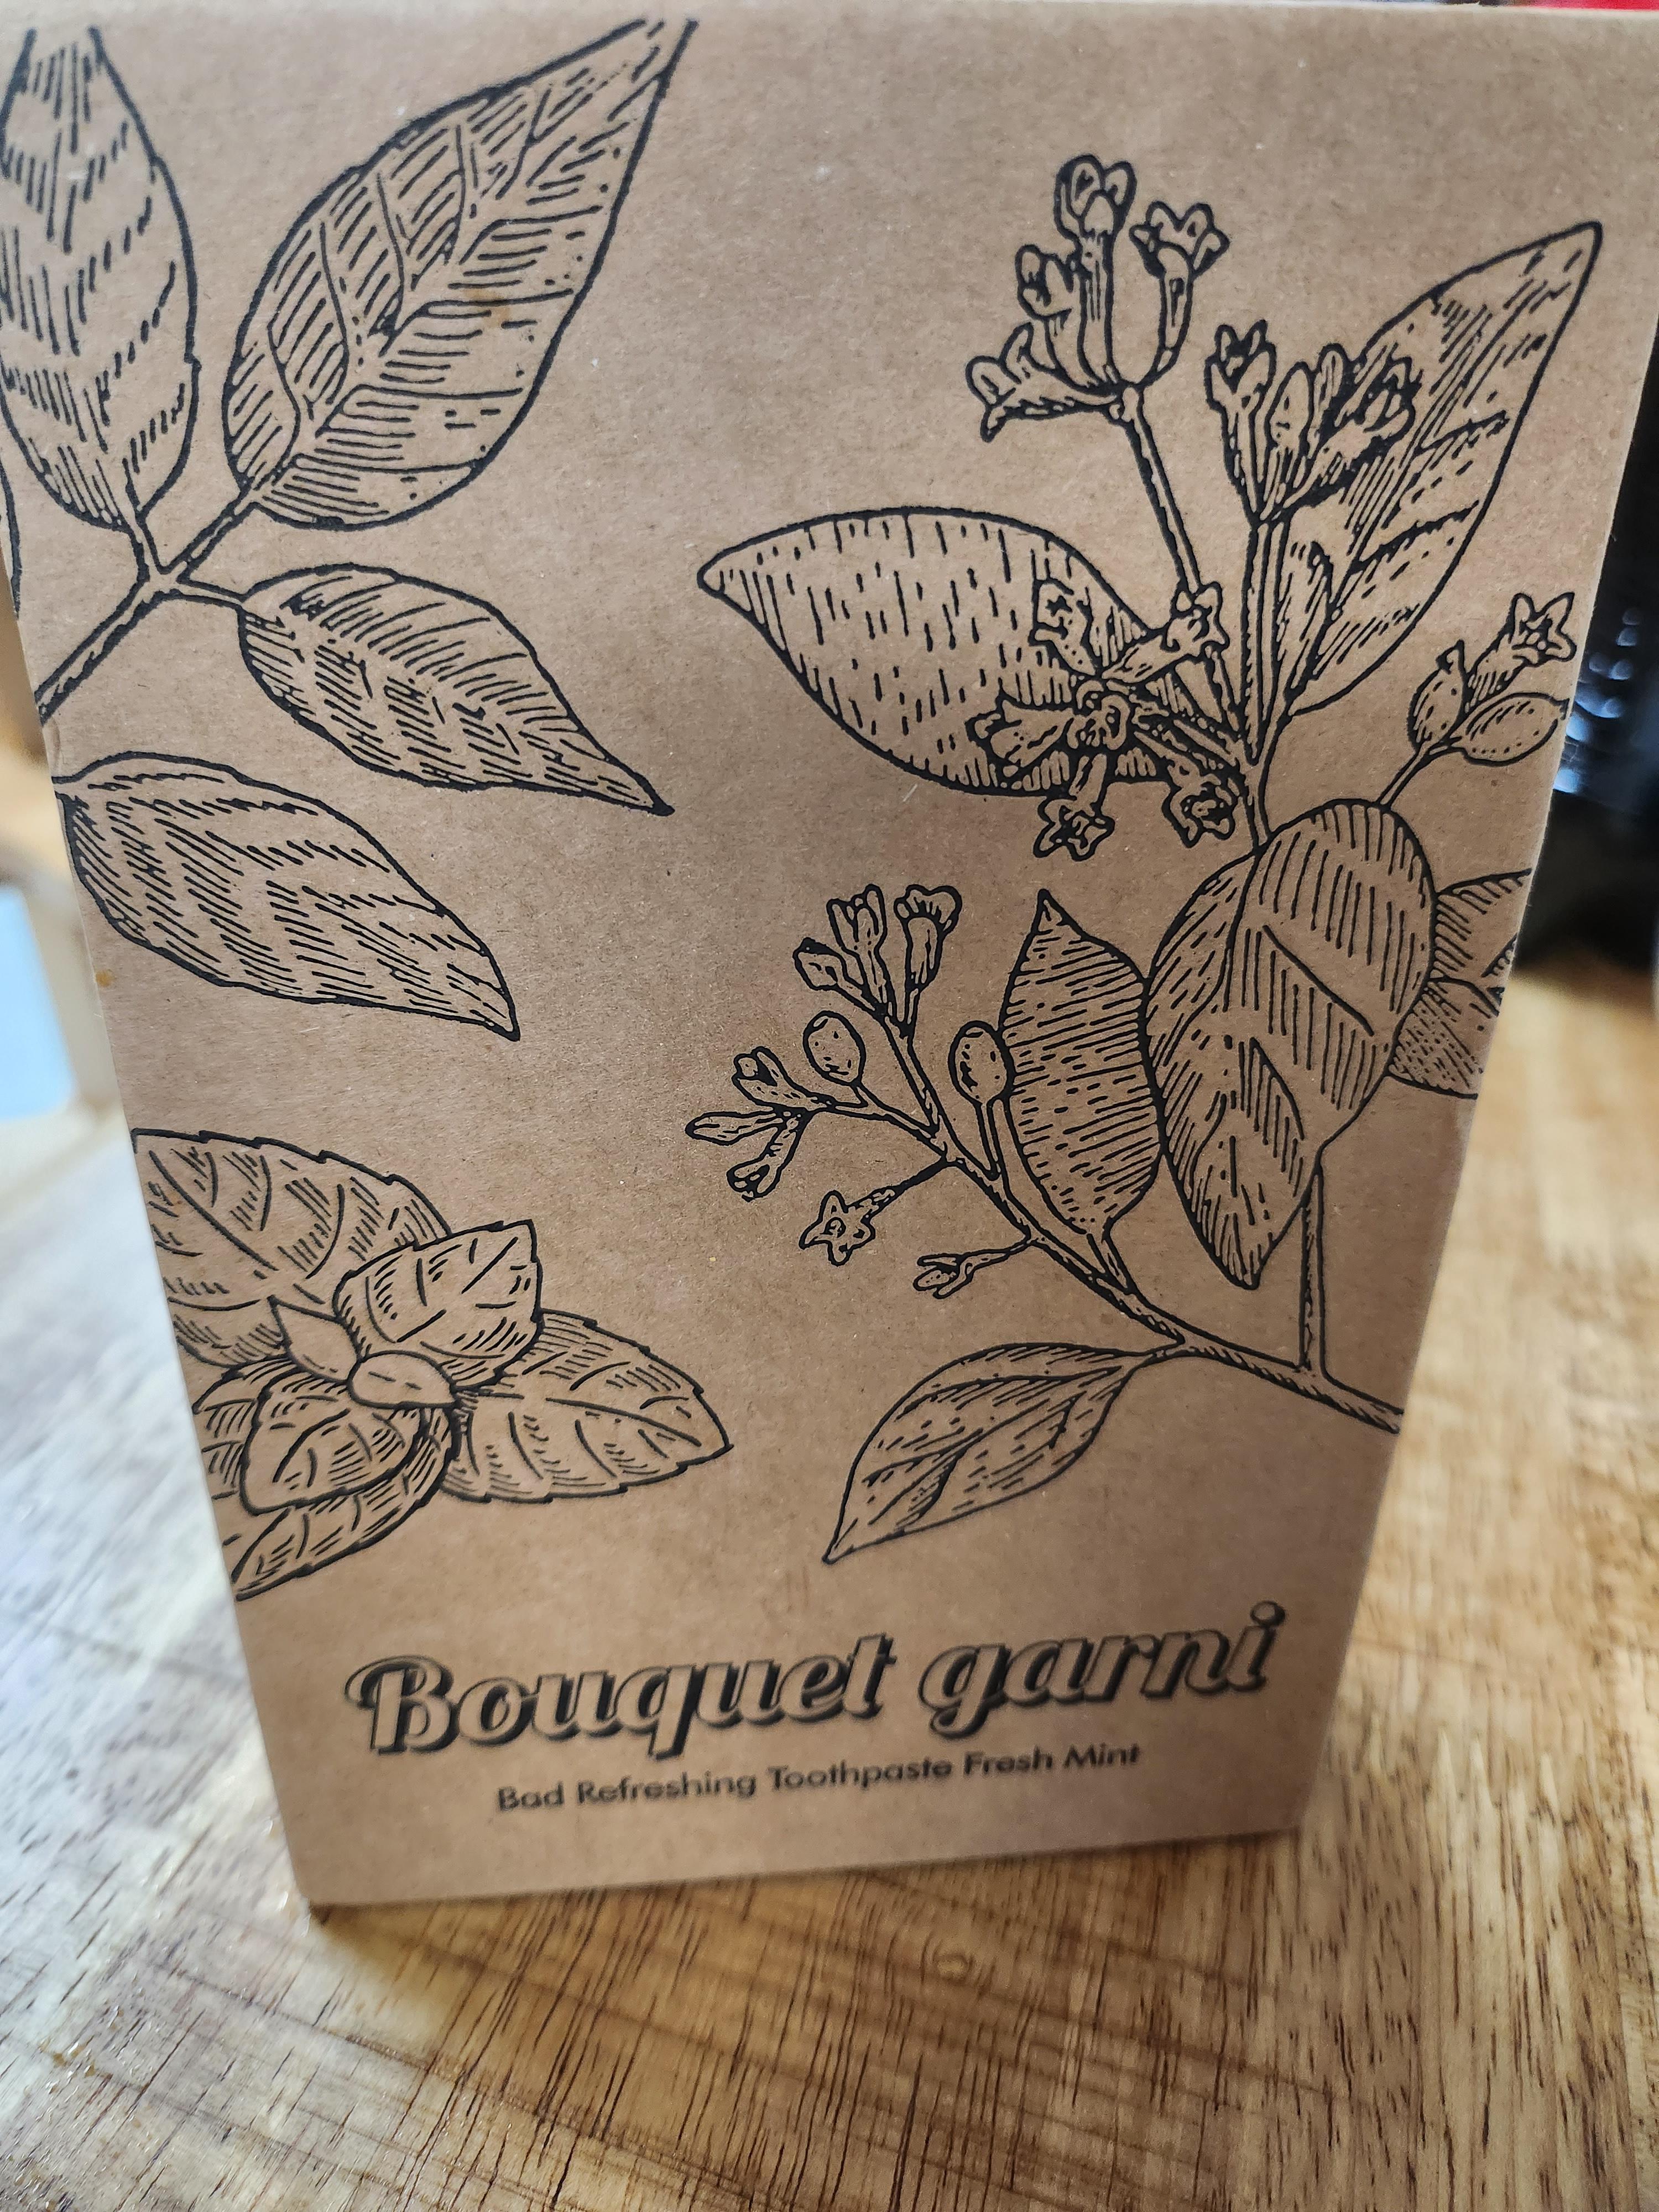 Bouquet garni
Bad Refreshing Toothpaste Fresh Mint